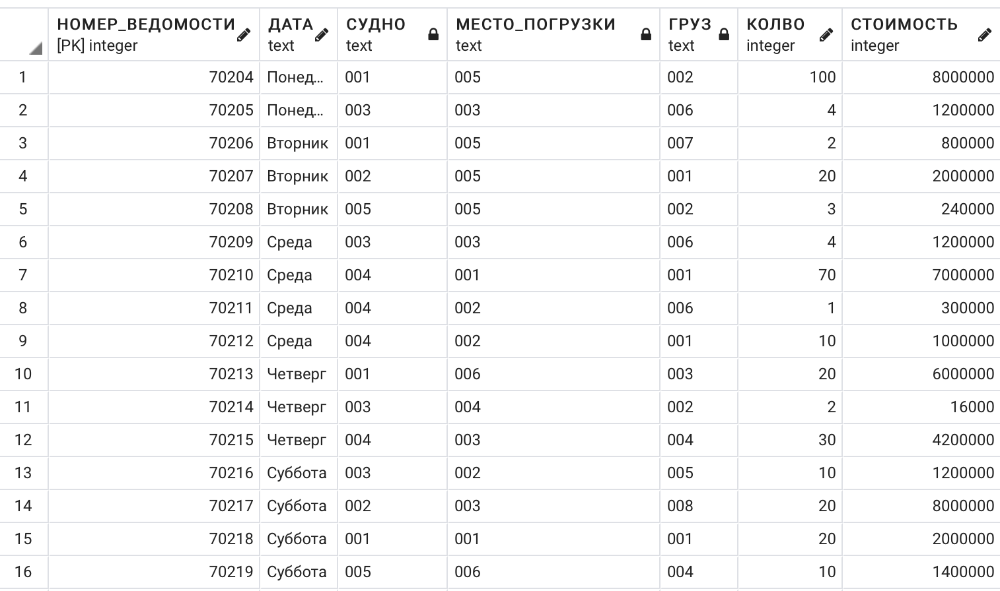 НОМЕР_ВЕДОМОСТИ ДАТА СУДНО МЕСТО_ПОГРУЗКИ ГРУЗ КОЛВО СТОИМОСТЬ
[PK] integer text text text text integer integer
1 70204 Понед... 001 005 002 100 8000000
2 70205 Понед... 003 003 006 4 1200000
3 70206 Вторник 001 005 007 2 800000
4 70207 Вторник 002 005 001 20 2000000
5 70208 Вторник 005 005 002 3 240000
6 70209 Среда 003 003 006 4 1200000
7 70210 Среда 004 001 001 70 7000000
8 70211 Среда 004 002 006 1 300000
9 70212 Среда 004 002 001 10 1000000
10 70213 Четверг 001 006 003 20 6000000
11 70214 Четверг 003 004 002 2 16000
12 70215 Четверг 004 003 004 30 4200000
13 70216 Суббота 003 002 005 10 1200000
14 70217 Суббота 002 003 008 20 8000000
15 70218 Суббота 001 001 001 20 2000000
16 70219 Суббота 005 006 004 10 1400000